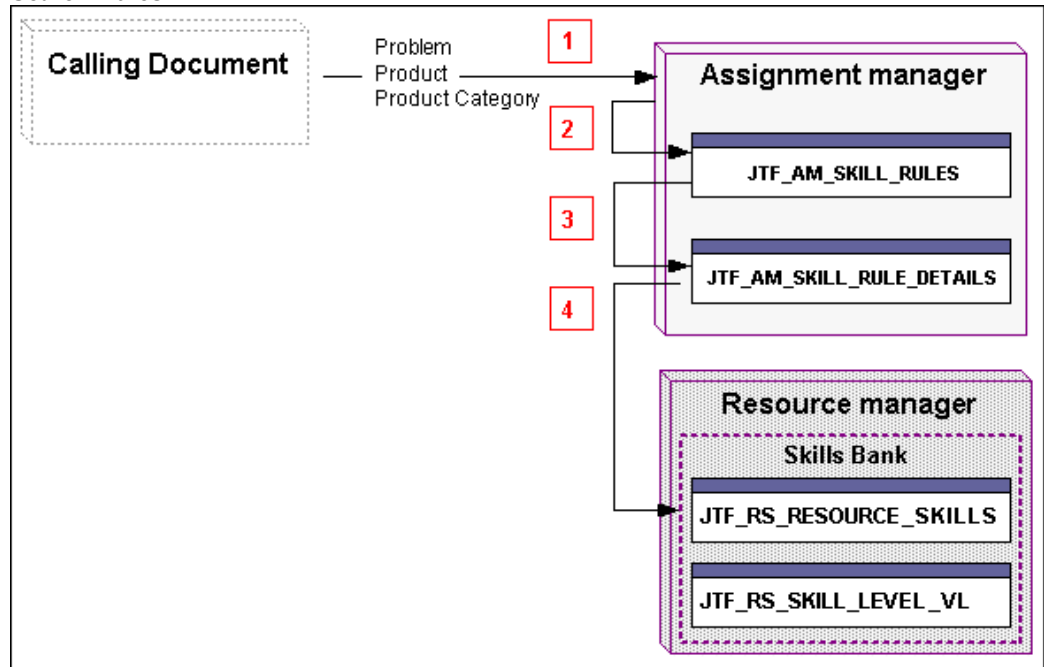 Calling Document
Problem
Product
Product Category
1
Assignment manager
2
JTF_AM_SKILL_RULES
3
JTF_AM_SKILL_RULE_DETAILS
4
Resource manager
Skills Bank
JTF_RS_RESOURCE_SKILLS
JTF_RS_SKILL_LEVEL_VL